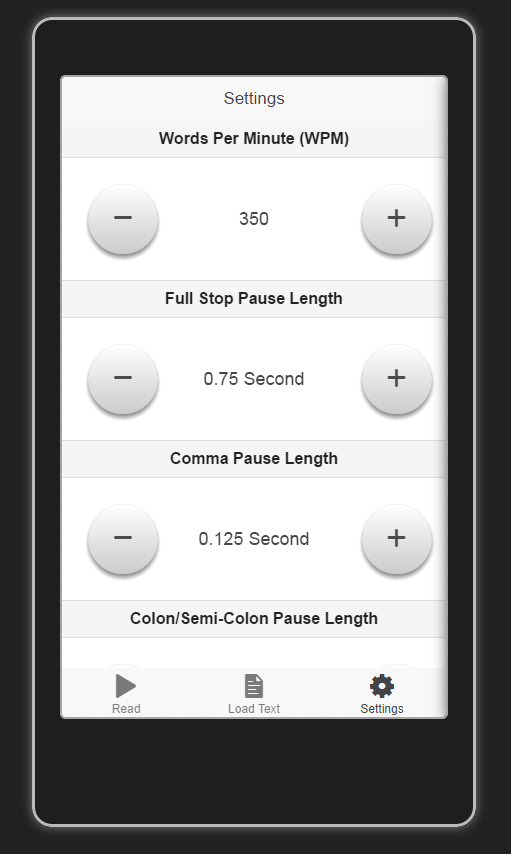 Settings
Words Per Minute (WPM)
350
Full Stop Pause Length
0.75 Second
Comma Pause Length
0.125 Second
Colon/Semi-Colon Pause Length
Read Load Text Settings